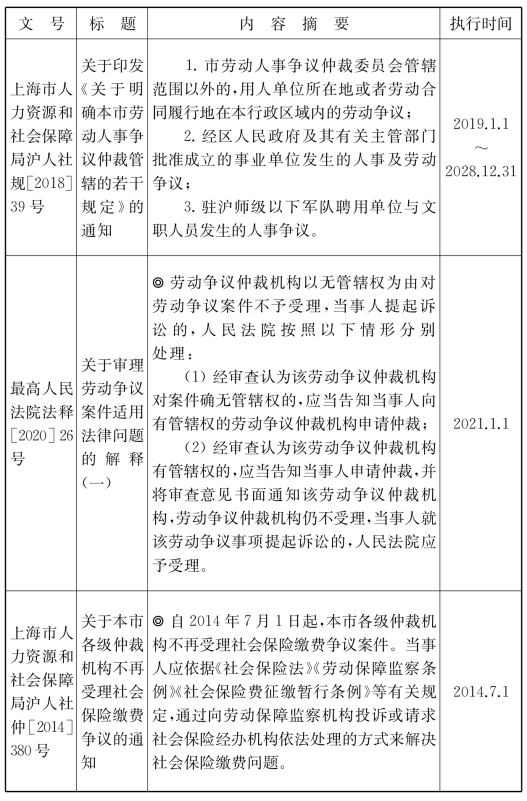 文号 标题 内容摘要 执行时间
上海市人
力资源和
社会保障
局沪人社
规[2018]
39号
关于印发
《关于明
确本市劳
动人事争
议仲裁管
辖的若干
规定》的
通知
1. 市劳动人事争议仲裁委员会管辖
范围以外的,用人单位所在地或者劳动合
同履行地在本行政区域内的劳动争议;
2. 经区人民政府及其有关主管部门
批准成立的事业单位发生的人事及劳动
争议;
3. 驻沪师级以下军队聘用单位与文
职人员发生的人事争议。
2019.1.1
~
2028.12.31
最高人民
法院法释
[2020]26
号
关于审理
劳动争议
案件适用
法律问题
的解释
(一)
◎ 劳动争议仲裁机构以无管辖权为由对
劳动争议案件不予受理,当事人提起诉
讼的,人民法院按照以下情形分别
处理:
(1) 经审查认为该劳动争议仲裁机构
对案件确无管辖权的,应当告知当事人向
有管辖权的劳动争议仲裁机构申请仲裁;
(2) 经审查认为该劳动争议仲裁机构
有管辖权的,应当告知当事人申请仲裁,并
将审查意见书面通知该劳动争议仲裁机
构,劳动争议仲裁机构仍不受理,当事人就
该劳动争议事项提起诉讼的,人民法院应
予受理。
2021.1.1
上海市人
力资源和
社会保障
局沪人社
仲[2014]
380号
关于本市
各级仲裁
机构不再
受理社会
保险缴费
争议的通
知
◎ 自2014年7月1日起,本市各级仲裁机
构不再受理社会保险缴费争议案件。当事
人应依据《社会保险法》《劳动保障监察条
例》《社会保险费征缴暂行条例》等有关规
定,通过向劳动保障监察机构投诉或请求
社会保险经办机构依法处理的方式来解决
社会保险缴费问题。
2014.7.1